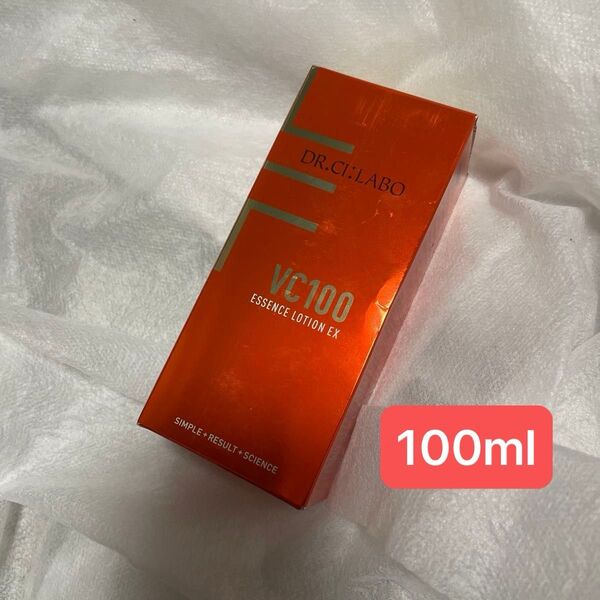 DR.CI:LABO
VC100
ESSENCE LOTION EX
SIMPLE+RESULT+SCIENCE
100ml